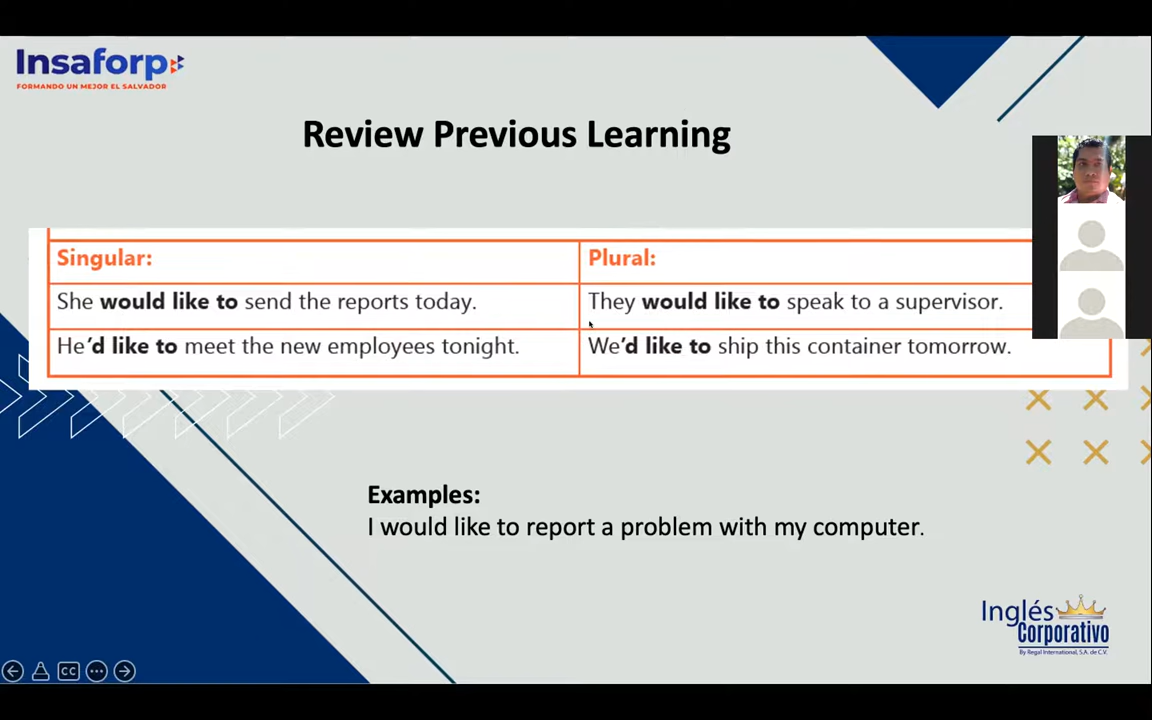 Insaforp
FORMANDO UN MEJOR EL SALVADOR
Review Previous Learning
Singular:
Plural:
She would like to send the reports today.
They would like to speak to a supervisor.
He'd like to meet the new employees tonight.
We'd like to ship this container tomorrow.
Examples:
I would like to report a problem with my computer.
Inglés
Corporativo
By Regal International, S.A. de C.V.
CC